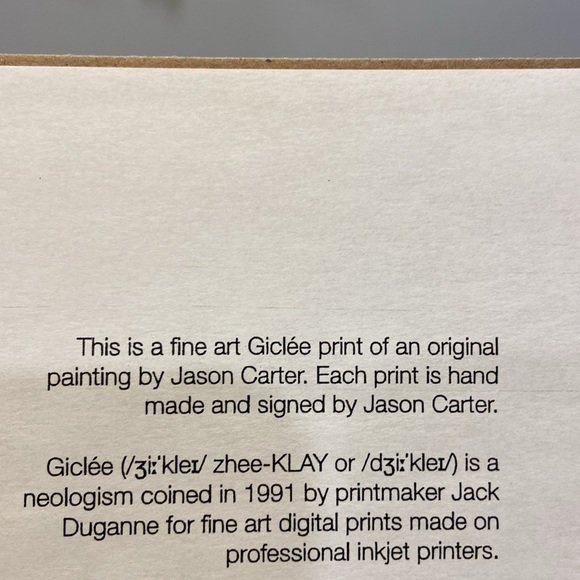 This is a fine art Giclée print of an original
painting by Jason Carter. Each print is hand
made and signed by Jason Carter.
Giclée (/ʒiːˈkleɪ/ zhee-KLAY or /dʒiːˈkleɪ/) is a
neologism coined in 1991 by printmaker Jack
Duganne for fine art digital prints made on
professional inkjet printers.